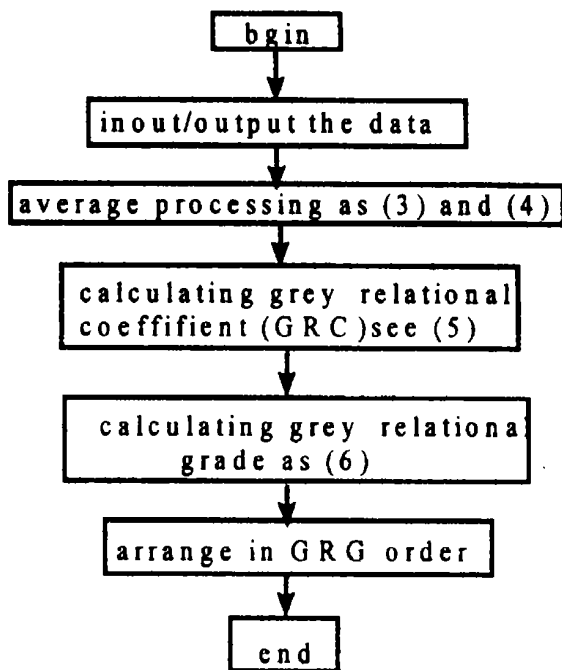 bgin
inout/output the data
average processing as (3) and (4)
calculating grey relational
coeffifient (GRC)see (5)
calculating grey relationa
grade as (6)
arrange in GRG order
end